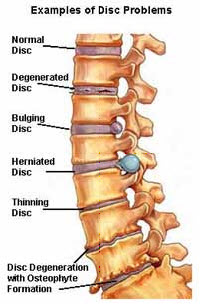 Examples of Disc Problems
Normal
Disc
Degenerated
Disc
Bulging
Disc
Herniated
Disc
Thinning
Disc
Disc Degeneration
with Osteophyte
Formation